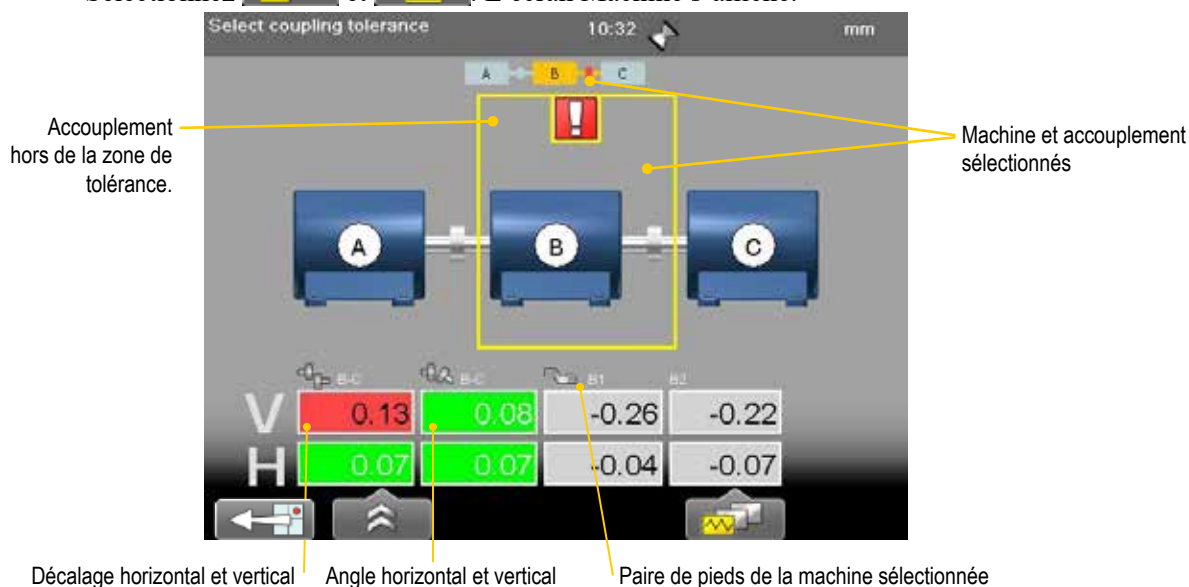 Select coupling tolerance 10:32 mm
A B C
Accouplement
hors de la zone de
tolérance.
Machine et accouplement
sélectionnés
A B C
B-C B-C B1 B2
V 0.13 0.08 -0.26 -0.22
H 0.07 0.07 -0.04 -0.07
Décalage horizontal et vertical Angle horizontal et vertical Paire de pieds de la machine sélectionnée